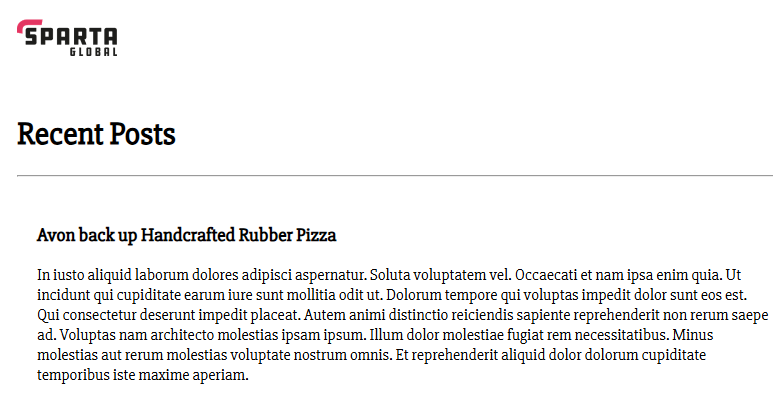 SPARTA
GLOBAL
Recent Posts
Avon back up Handcrafted Rubber Pizza
In iusto aliquid laborum dolores adipisci aspernatur. Soluta voluptatem vel. Occaecati et nam ipsa enim quia. Ut
incidunt qui cupiditate earum iure sunt mollitia odit ut. Dolorum tempore qui voluptas impedit dolor sunt eos est.
Qui consectetur deserunt impedit placeat. Autem animi distinctio reiciendis sapiente reprehenderit non rerum saepe
ad. Voluptas nam architecto molestias ipsam ipsum. Illum dolor molestiae fugiat rem necessitatibus. Minus
molestias aut rerum molestias voluptate nostrum omnis. Et reprehenderit aliquid dolor dolorum cupiditate
temporibus iste maxime aperiam.